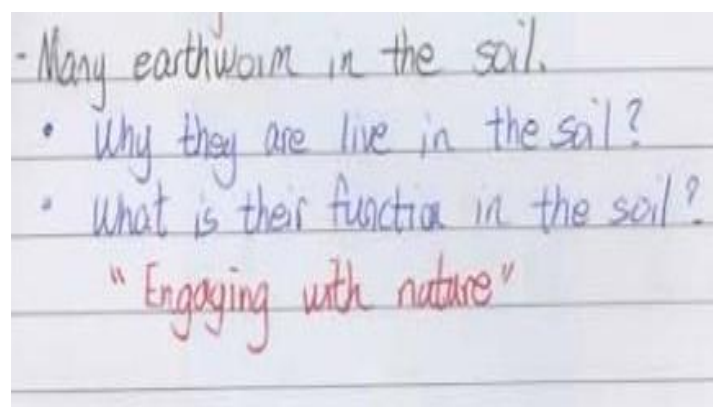 - Many earthworm in the soil.
• Why they are live in the soil?
• What is their function in the soil?
"Engaging with nature"